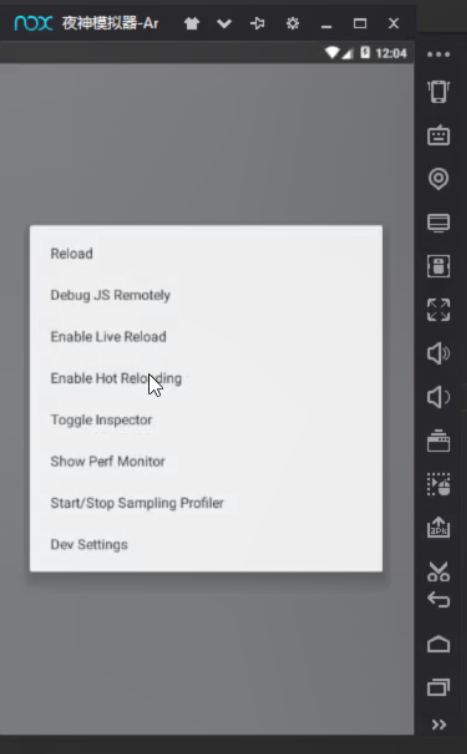 nox 夜神模拟器-Ar
12:04
Reload
Debug JS Remotely
Enable Live Reload
Enable Hot Reloading
Toggle Inspector
Show Perf Monitor
Start/Stop Sampling Profiler
Dev Settings
APK